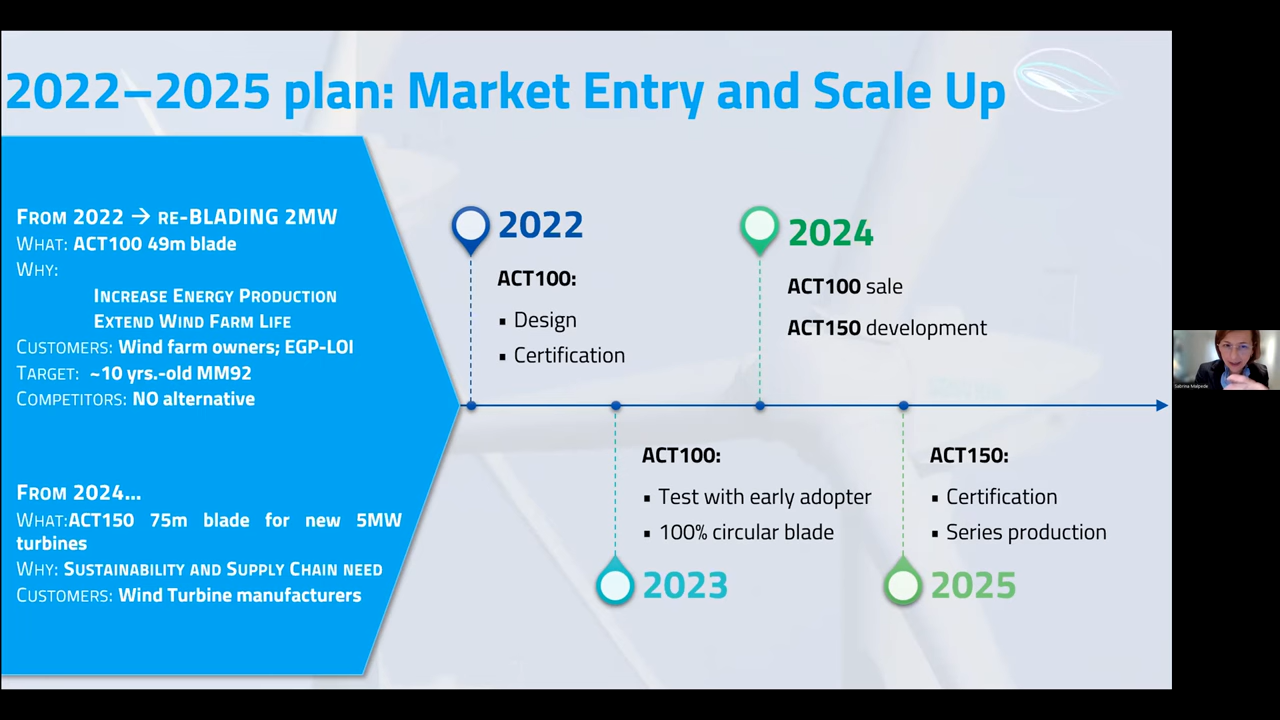 2022–2025 plan: Market Entry and Scale Up
FROM 2022 → RE-BLADING 2MW
WHAT: ACT100 49m blade
WHY:
INCREASE ENERGY PRODUCTION
EXTEND WIND FARM LIFE
CUSTOMERS: Wind farm owners; EGP-LOI
TARGET: ~10 yrs.-old MM92
COMPETITORS: NO alternative
FROM 2024...
WHAT:ACT150 75m blade for new 5MW
turbines
WHY: SUSTAINABILITY AND SUPPLY CHAIN NEED
CUSTOMERS: Wind Turbine manufacturers
2022
ACT100:
▪ Design
▪ Certification
2024
ACT100 sale
ACT150 development
ACT100:
▪ Test with early adopter
▪ 100% circular blade
2023
ACT150:
▪ Certification
▪ Series production
2025
Sabrina Malpede